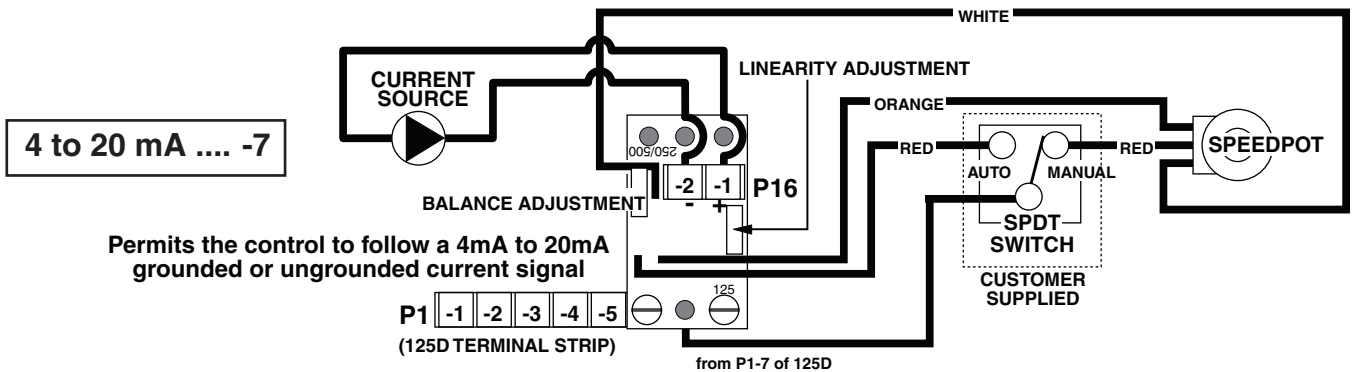 WHITE
CURRENT
SOURCE
LINEARITY ADJUSTMENT
ORANGE
4 to 20 mA .... -7
250/500
RED
RED
SPEEDPOT
AUTO
MANUAL
-2
-1
P16
-
+
BALANCE ADJUSTMENT
SPDT
SWITCH
Permits the control to follow a 4mA to 20mA
grounded or ungrounded current signal
CUSTOMER
SUPPLIED
P1
-1
-2
-3
-4
-5
125
(125D TERMINAL STRIP)
from P1-7 of 125D